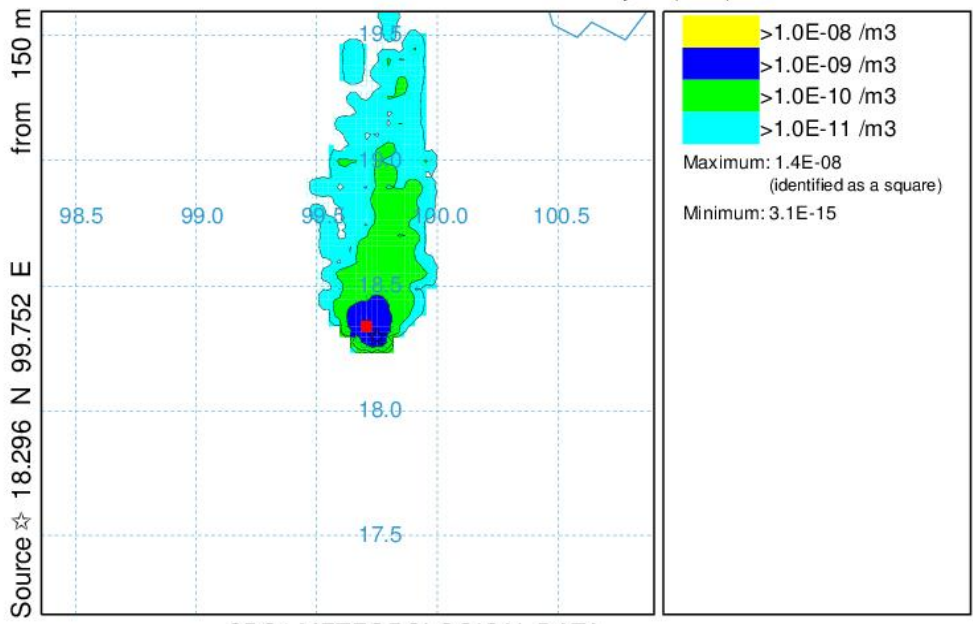 Source ☆ 18.296 N 99.752 E from 150 m
19.5
19.0
98.5 99.0 99.5 100.0 100.5
18.5
18.0
17.5
>1.0E-08 /m3
>1.0E-09 /m3
>1.0E-10 /m3
>1.0E-11 /m3
Maximum: 1.4E-08
(identified as a square)
Minimum: 3.1E-15